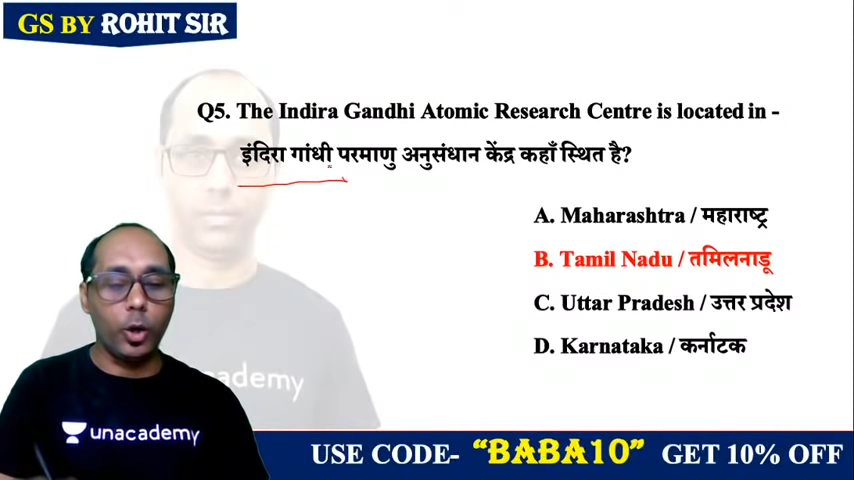 GS BY ROHIT SIR
Q5. The Indira Gandhi Atomic Research Centre is located in -
इंदिरा गांधी परमाणु अनुसंधान केंद्र कहाँ स्थित है?
A. Maharashtra / महाराष्ट्र
B. Tamil Nadu / तमिलनाडू
C. Uttar Pradesh / उत्तर प्रदेश
D. Karnataka / कर्नाटक
ademy
unacademy
USE CODE- “BABA10” GET 10% OFF